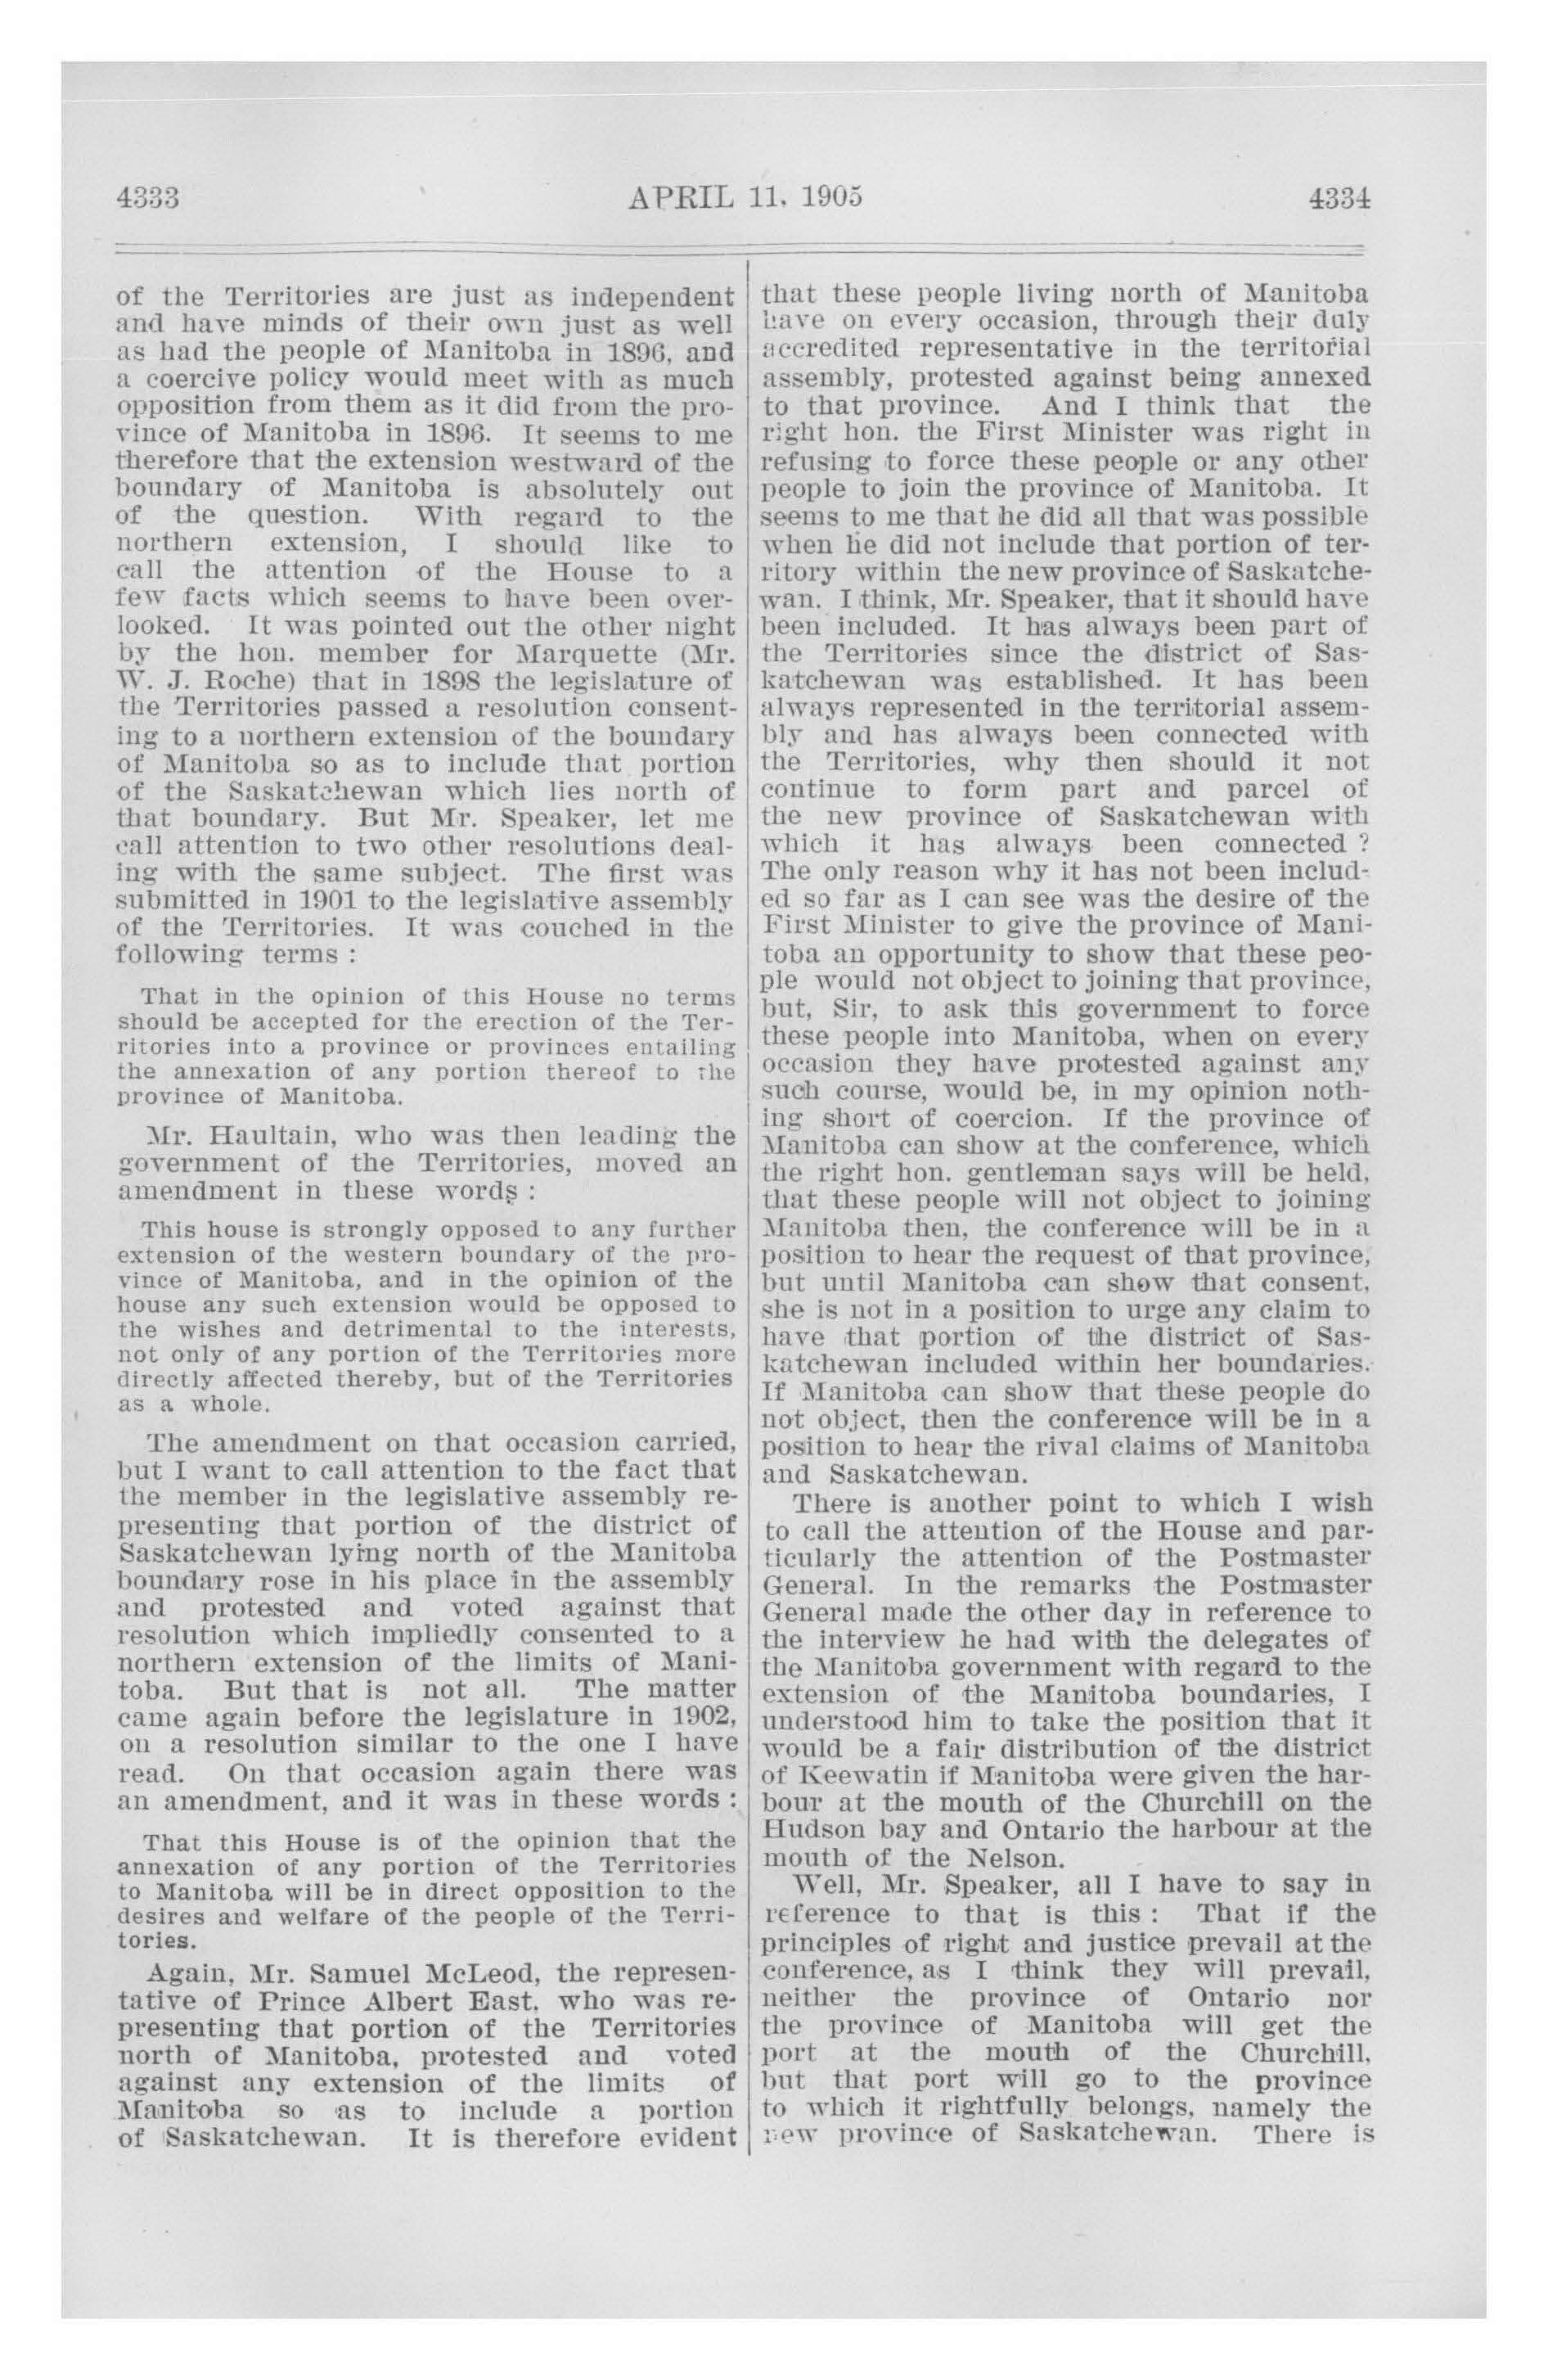 4333
APRIL 11, 1905
4334
of the Territories are just as independent
and have minds of their own just as well
as had the people of Manitoba in 1896, and
a coercive policy would meet with as much
opposition from them as it did from the pro-
vince of Manitoba in 1896. It seems to me
therefore that the extension westward of the
boundary of Manitoba is absolutely out
of the question. With regard to the
northern extension, I should like to
call the attention of the House to a
few facts which seems to have been over-
looked. It was pointed out the other night
by the hon. member for Marquette (Mr.
W. J. Roche) that in 1898 the legislature of
the Territories passed a resolution consent-
ing to a northern extension of the boundary
of Manitoba so as to include that portion
of the Saskatchewan which lies north of
that boundary. But Mr. Speaker, let me
call attention to two other resolutions deal-
ing with the same subject. The first was
submitted in 1901 to the legislative assembly
of the Territories. It was couched in the
following terms :
That in the opinion of this House no terms
should be accepted for the erection of the Ter-
ritories into a province or provinces entailing
the annexation of any portion thereof to the
province of Manitoba.
Mr. Haultain, who was then leading the
government of the Territories, moved an
amendment in these words :
This house is strongly opposed to any further
extension of the western boundary of the pro-
vince of Manitoba, and in the opinion of the
house any such extension would be opposed to
the wishes and detrimental to the interests,
not only of any portion of the Territories more
directly affected thereby, but of the Territories
as a whole.
The amendment on that occasion carried,
but I want to call attention to the fact that
the member in the legislative assembly re-
presenting that portion of the district of
Saskatchewan lying north of the Manitoba
boundary rose in his place in the assembly
and protested and voted against that
resolution which impliedly consented to a
northern extension of the limits of Mani-
toba. But that is not all. The matter
came again before the legislature in 1902,
on a resolution similar to the one I have
read. On that occasion again there was
an amendment, and it was in these words :
That this House is of the opinion that the
annexation of any portion of the Territories
to Manitoba will be in direct opposition to the
desires and welfare of the people of the Terri-
tories.
Again, Mr. Samuel McLeod, the represen-
tative of Prince Albert East, who was re-
presenting that portion of the Territories
north of Manitoba, protested and voted
against any extension of the limits of
Manitoba so as to include a portion
of Saskatchewan. It is therefore evident
that these people living north of Manitoba
have on every occasion, through their duly
accredited representative in the territorial
assembly, protested against being annexed
to that province. And I think that the
right hon. the First Minister was right in
refusing to force these people or any other
people to join the province of Manitoba. It
seems to me that he did all that was possible
when he did not include that portion of ter-
ritory within the new province of Saskatche-
wan. I think, Mr. Speaker, that it should have
been included. It has always been part of
the Territories since the district of Sas-
katchewan was established. It has been
always represented in the territorial assem-
bly and has always been connected with
the Territories, why then should it not
continue to form part and parcel of
the new province of Saskatchewan with
which it has always been connected ?
The only reason why it has not been includ-
ed so far as I can see was the desire of the
First Minister to give the province of Mani-
toba an opportunity to show that these peo-
ple would not object to joining that province,
but, Sir, to ask this government to force
these people into Manitoba, when on every
occasion they have protested against any
such course, would be, in my opinion noth-
ing short of coercion. If the province of
Manitoba can show at the conference, which
the right hon. gentleman says will be held,
that these people will not object to joining
Manitoba then, the conference will be in a
position to hear the request of that province,
but until Manitoba can show that consent,
she is not in a position to urge any claim to
have that portion of the district of Sas-
katchewan included within her boundaries.
If Manitoba can show that these people do
not object, then the conference will be in a
position to hear the rival claims of Manitoba
and Saskatchewan.
There is another point to which I wish
to call the attention of the House and par-
ticularly the attention of the Postmaster
General. In the remarks the Postmaster
General made the other day in reference to
the interview he had with the delegates of
the Manitoba government with regard to the
extension of the Manitoba boundaries, I
understood him to take the position that it
would be a fair distribution of the district
of Keewatin if Manitoba were given the har-
bour at the mouth of the Churchill on the
Hudson bay and Ontario the harbour at the
mouth of the Nelson.
Well, Mr. Speaker, all I have to say in
reference to that is this : That if the
principles of right and justice prevail at the
conference, as I think they will prevail,
neither the province of Ontario nor
the province of Manitoba will get the
port at the mouth of the Churchill,
but that port will go to the province
to which it rightfully belongs, namely the
new province of Saskatchewan. There is